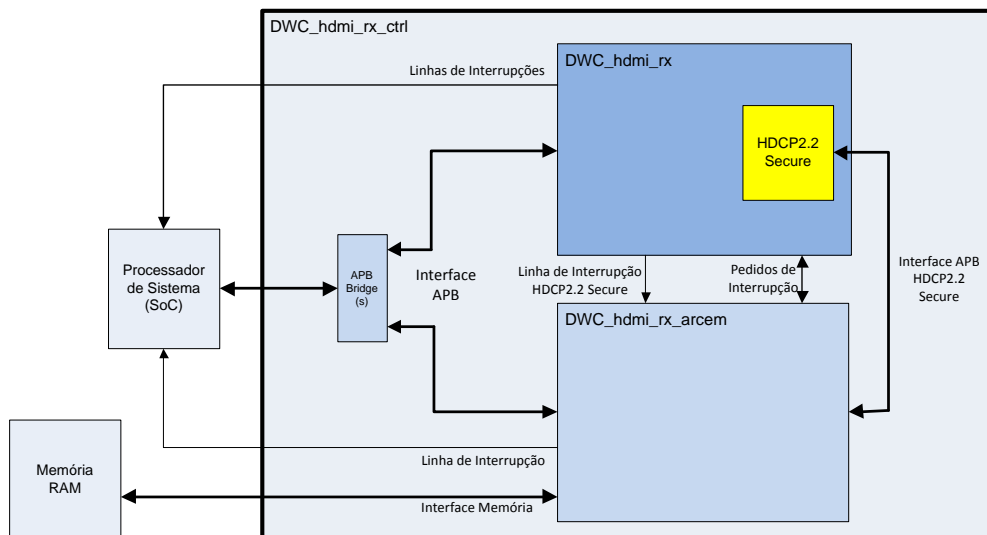 DWC_hdmi_rx_ctrl
DWC_hdmi_rx
Linhas de Interrupções
HDCP2.2
Secure
Processador
de Sistema
(SoC)
APB
Bridge
(s)
Interface
APB
Linha de Interrupção
HDCP2.2 Secure
Pedidos de
Interrupção
Interface APB
HDCP2.2
Secure
DWC_hdmi_rx_arcem
Linha de Interrupção
Memória
RAM
Interface Memória